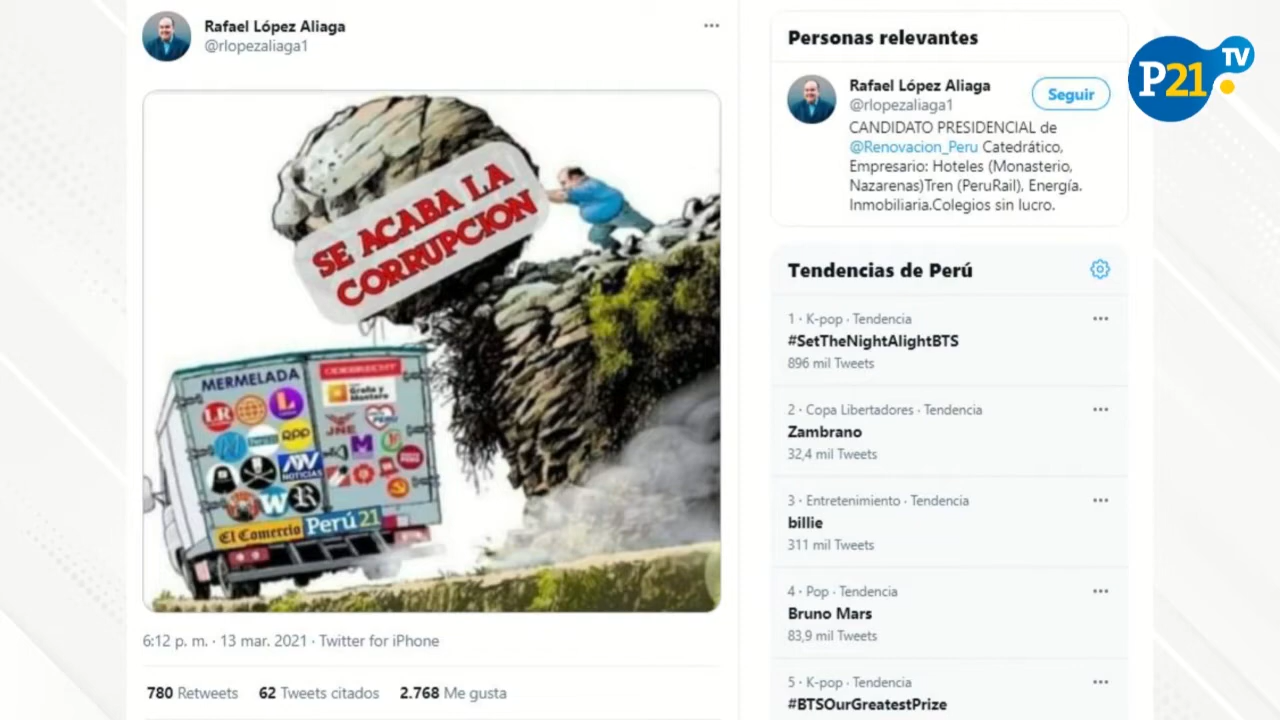 Rafael López Aliaga
@rlopezaliaga1
SE ACABA LA
CORRUPCION
MERMELADA
ODEBRECHT
Graña y
Montero
LR
L
RPP
JNE
PERÚ
M
N
NOTICIAS
W
R
El Comercio
Perú21
6:12 p. m. · 13 mar. 2021 · Twitter for iPhone
780 Retweets 62 Tweets citados 2.768 Me gusta
Personas relevantes
Rafael López Aliaga
@rlopezaliaga1
Seguir
CANDIDATO PRESIDENCIAL de
@Renovacion_Peru Catedrático,
Empresario: Hoteles (Monasterio,
Nazarenas)Tren (PeruRail), Energía.
Inmobiliaria.Colegios sin lucro.
Tendencias de Perú
1 · K-pop · Tendencia
#SetTheNightAlightBTS
896 mil Tweets
2 · Copa Libertadores · Tendencia
Zambrano
32,4 mil Tweets
3 · Entretenimiento · Tendencia
billie
311 mil Tweets
4 · Pop · Tendencia
Bruno Mars
83,9 mil Tweets
5 · K-pop · Tendencia
#BTSOurGreatestPrize
P21
TV